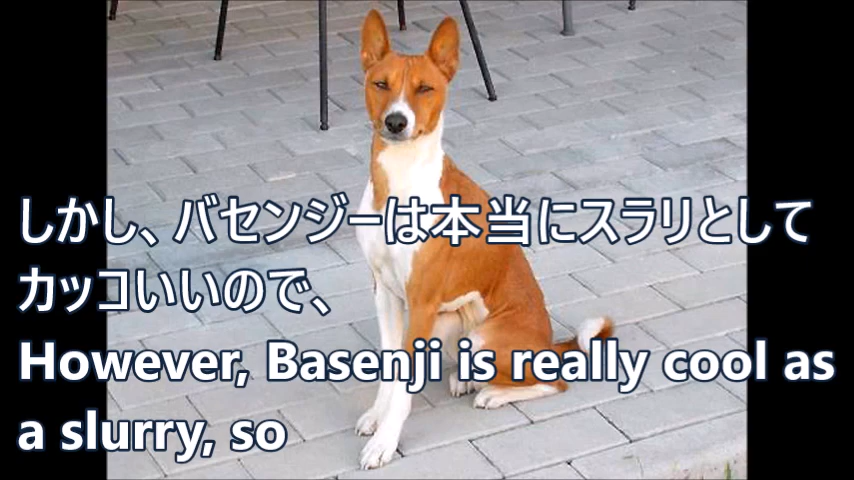 しかし、バセンジーは本当にスラリとして
カッコいいので、
However, Basenji is really cool as
a slurry, so